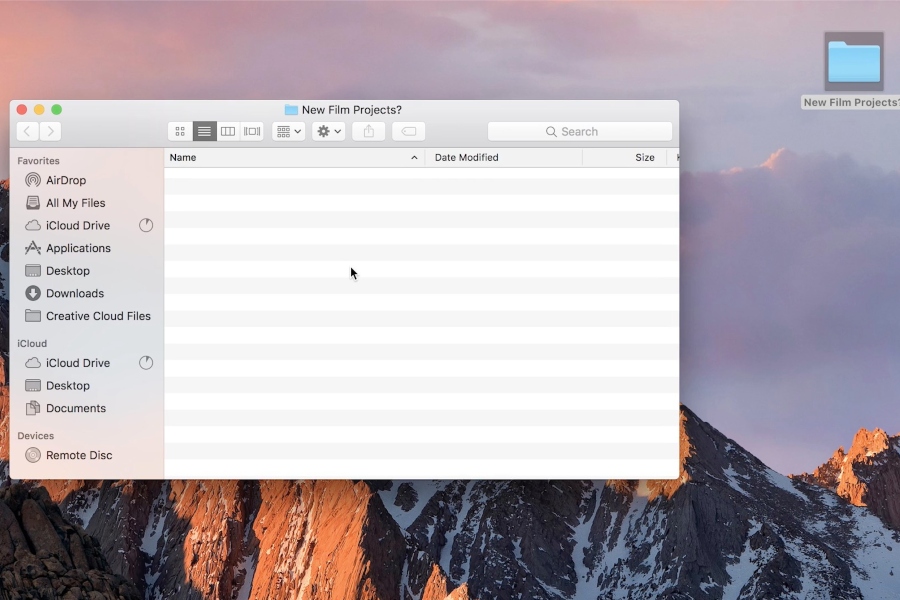 New Film Projects?
New Film Projects?
Search
Name
Date Modified
Size
Favorites
AirDrop
All My Files
iCloud Drive
Applications
Desktop
Downloads
Creative Cloud Files
iCloud
iCloud Drive
Desktop
Documents
Devices
Remote Disc